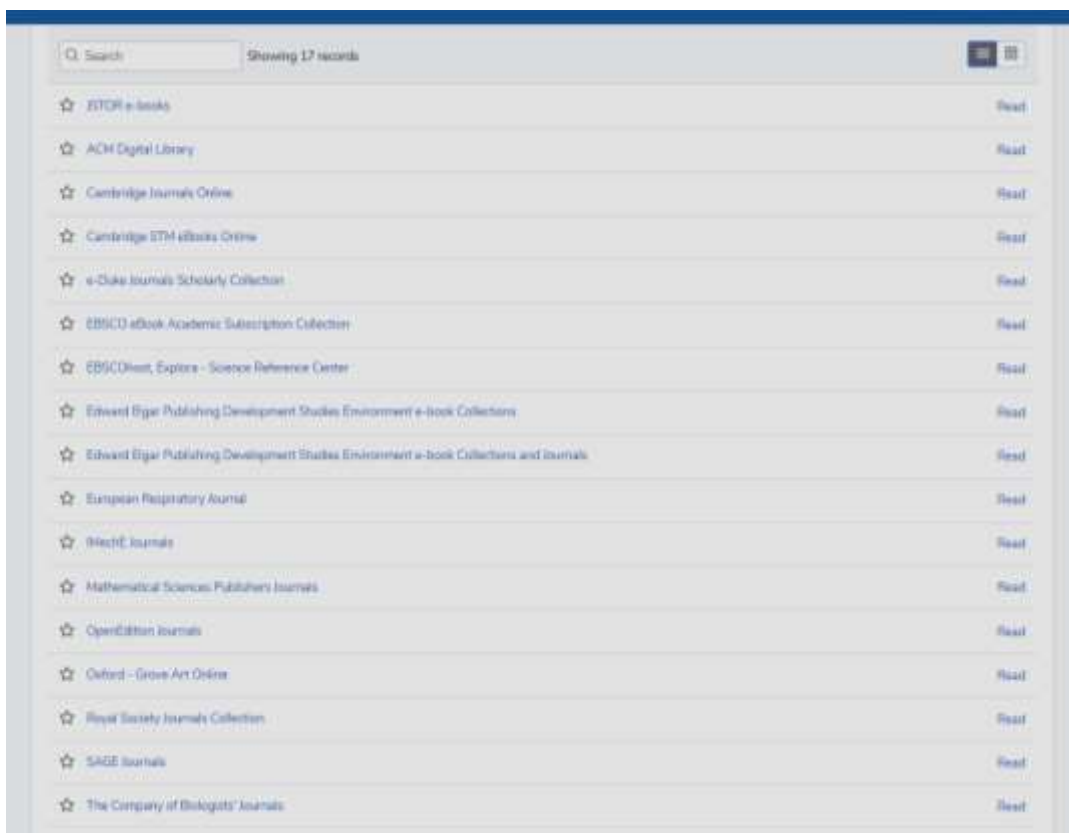 Search Showing 17 records
JSTOR e-books Read
ACM Digital Library Read
Cambridge Journals Online Read
Cambridge STM eBooks Online Read
e-Duke Journals Scholarly Collection Read
EBSCO eBook Academic Subscription Collection Read
EBSCOhost, Explora - Science Reference Center Read
Edward Elgar Publishing Development Studies Environment e-book Collections Read
Edward Elgar Publishing Development Studies Environment e-book Collections and Journals Read
European Respiratory Journal Read
IMechE Journals Read
Mathematical Sciences Publishers Journals Read
OpenEdition Journals Read
Oxford - Grove Art Online Read
Royal Society Journals Collection Read
SAGE Journals Read
The Company of Biologists' Journals Read